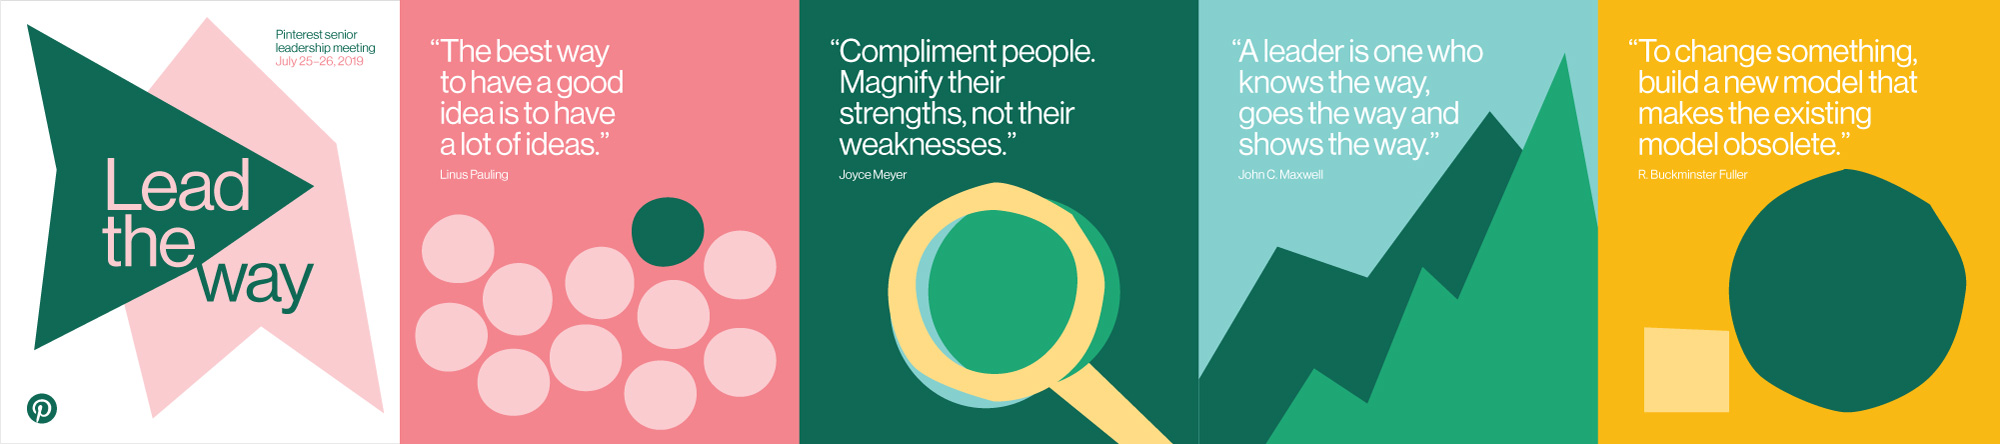 Pinterest senior
leadership meeting
July 25–26, 2019
Lead
the
way
“The best way
to have a good
idea is to have
a lot of ideas.”
Linus Pauling
“Compliment people.
Magnify their
strengths, not their
weaknesses.”
Joyce Meyer
“A leader is one who
knows the way,
goes the way and
shows the way.”
John C. Maxwell
“To change something,
build a new model that
makes the existing
model obsolete.”
R. Buckminster Fuller